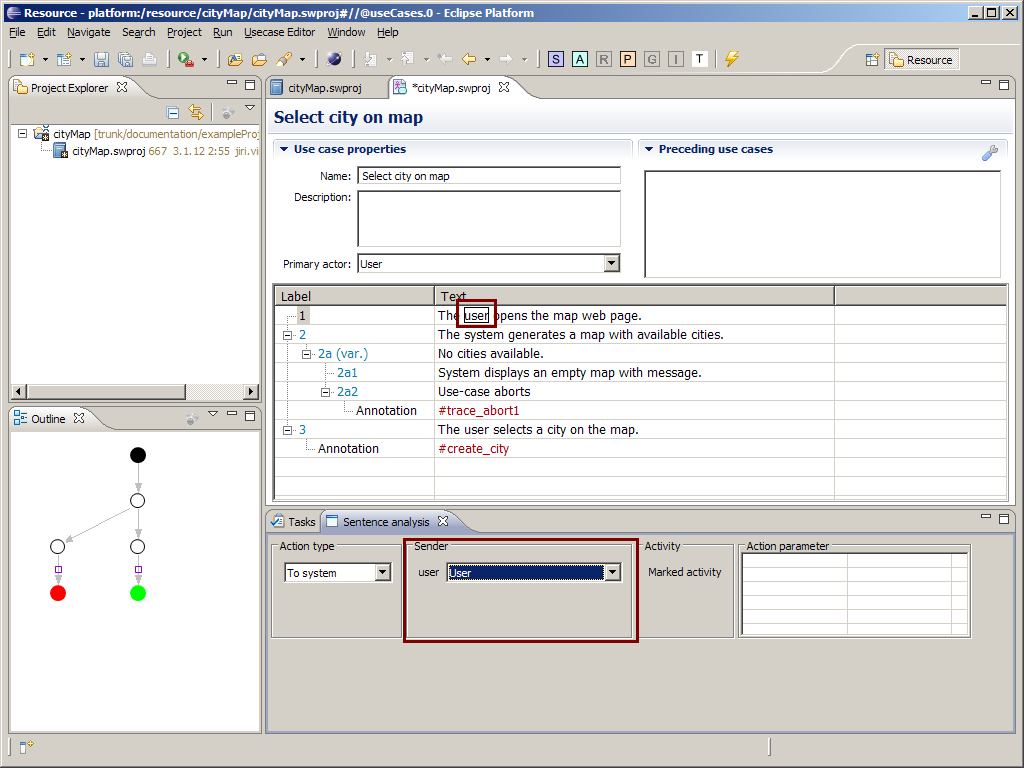 Resource - platform:/resource/cityMap/cityMap.swproj#//@useCases.0 - Eclipse Platform
File Edit Navigate Search Project Run Usecase Editor Window Help
S A R P G I T Resource
Project Explorer
cityMap [trunk/documentation/exampleProj
cityMap.swproj 667 3.1.12 2:55 jiri.vi
cityMap.swproj *cityMap.swproj
Select city on map
Use case properties
Name: Select city on map
Description:
Primary actor: User
Preceding use cases
Label Text
1 The user opens the map web page.
2 The system generates a map with available cities.
2a (var.) No cities available.
2a1 System displays an empty map with message.
2a2 Use-case aborts
Annotation #trace_abort1
3 The user selects a city on the map.
Annotation #create_city
Outline
Tasks Sentence analysis
Action type Sender Activity Action parameter
To system user User Marked activity